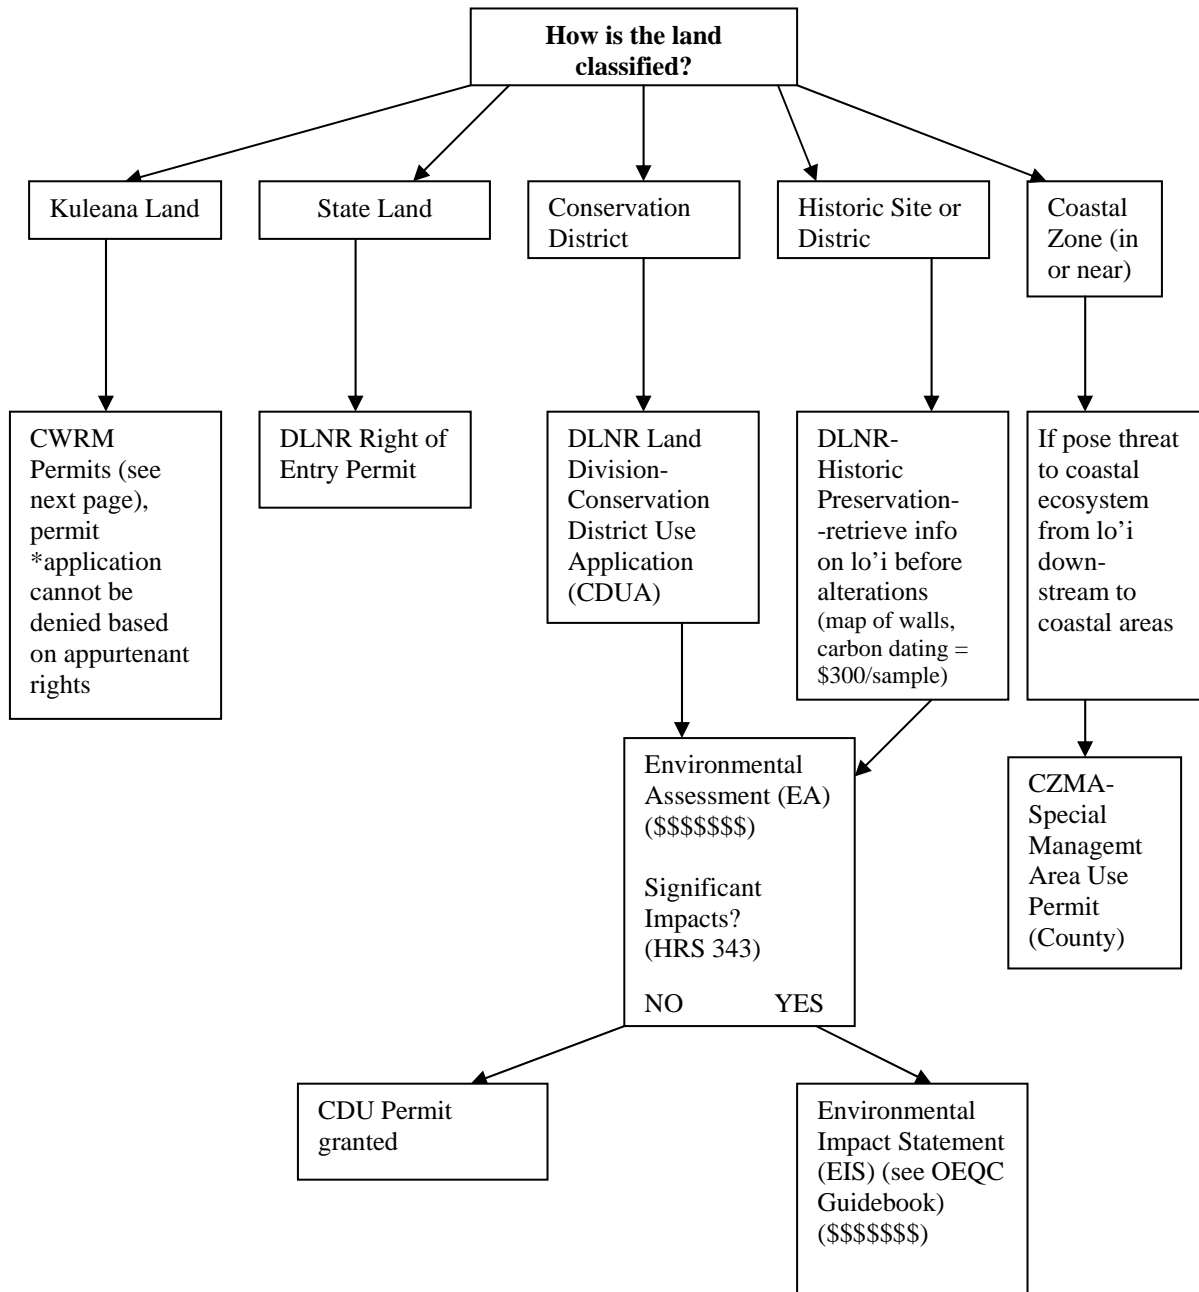 How is the land
classified?
Kuleana Land
State Land
Conservation
District
Historic Site or
Distric
Coastal
Zone (in
or near)
CWRM
Permits (see
next page),
permit
*application
cannot be
denied based
on appurtenant
rights
DLNR Right of
Entry Permit
DLNR Land
Division-
Conservation
District Use
Application
(CDUA)
DLNR-
Historic
Preservation-
-retrieve info
on lo’i before
alterations
(map of walls,
carbon dating =
$300/sample)
If pose threat
to coastal
ecosystem
from lo’i
down-
stream to
coastal areas
Environmental
Assessment (EA)
($$$$$$$)
Significant
Impacts?
(HRS 343)
NO YES
CZMA-
Special
Managemt
Area Use
Permit
(County)
CDU Permit
granted
Environmental
Impact Statement
(EIS) (see OEQC
Guidebook)
($$$$$$$)